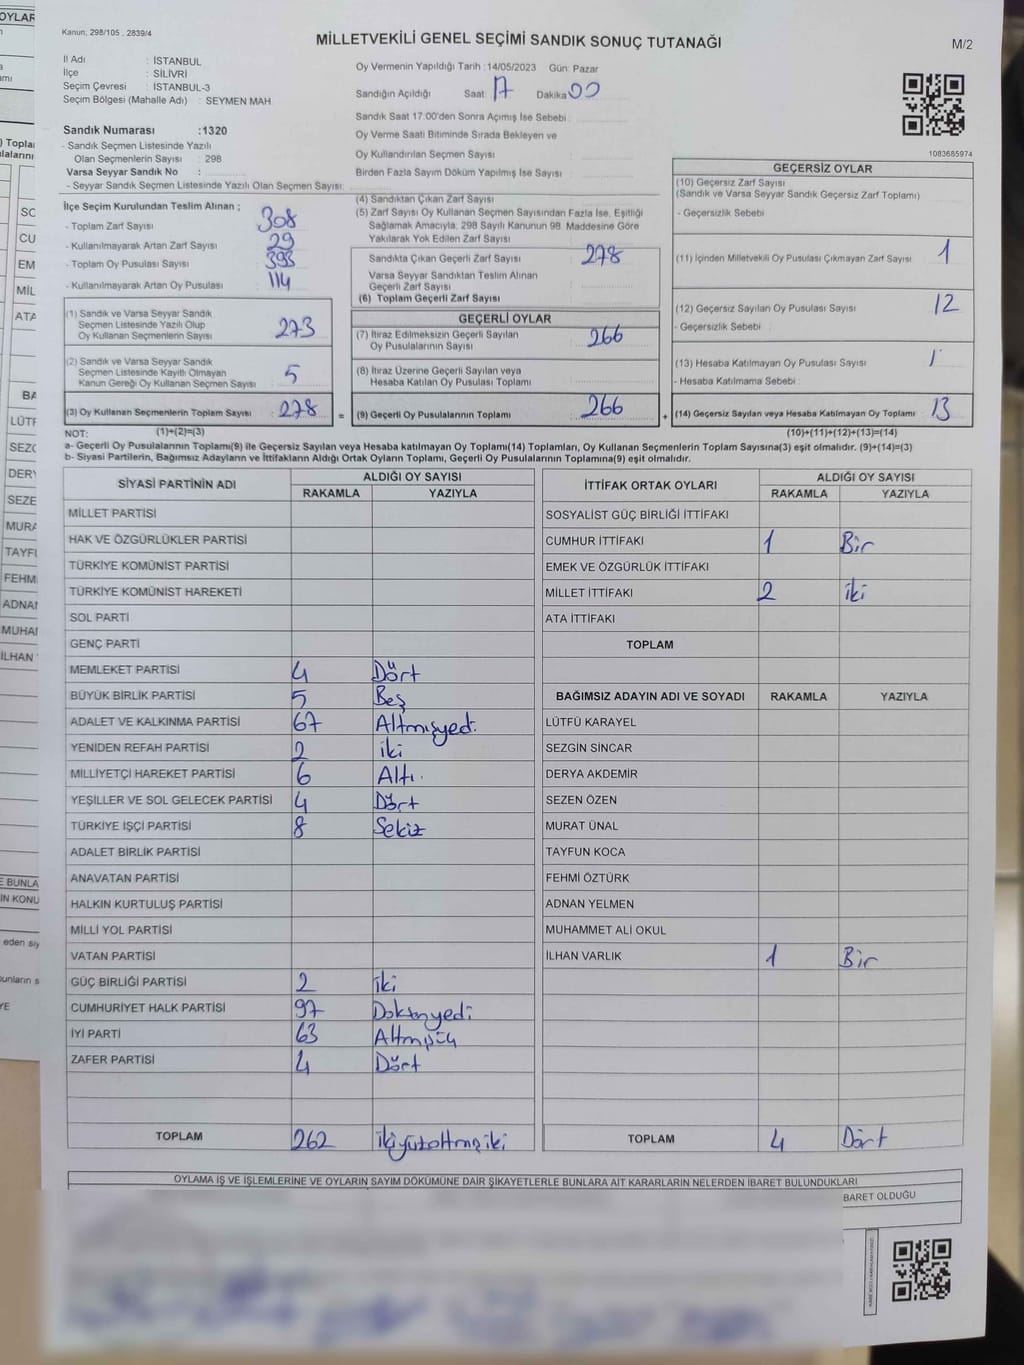 OYLAR
Kanun, 298/105 , 2839/4
MİLLETVEKİLİ GENEL SEÇİMİ SANDIK SONUÇ TUTANAĞI
M/2
İl Adı : İSTANBUL
İlçe : SİLİVRİ
Seçim Çevresi : İSTANBUL-3
Seçim Bölgesi (Mahalle Adı) : SEYMEN MAH.
Oy Vermenin Yapıldığı Tarih :14/05/2023 Gün: Pazar
Sandığın Açıldığı Saat: 17 Dakika 00
Sandık Saat 17:00'den Sonra Açımış İse Sebebi :
Oy Verme Saati Bitiminde Sırada Bekleyen ve
Oy Kullandırılan Seçmen Sayısı :
Birden Fazla Sayım Döküm Yapılmış İse Sayısı :
Sandık Numarası :1320
- Sandık Seçmen Listesinde Yazılı
Olan Seçmenlerin Sayısı : 298
Varsa Seyyar Sandık No :
- Seyyar Sandık Seçmen Listesinde Yazılı Olan Seçmen Sayısı:
1083685974
İlçe Seçim Kurulundan Teslim Alınan ;
- Toplam Zarf Sayısı : 308
- Kullanılmayarak Artan Zarf Sayısı : 29
- Toplam Oy Pusulası Sayısı : 393
- Kullanılmayarak Artan Oy Pusulası : 114
(4) Sandıktan Çıkan Zarf Sayısı :
(5) Zarf Sayısı Oy Kullanan Seçmen Sayısından Fazla İse, Eşitliği
Sağlamak Amacıyla, 298 Sayılı Kanunun 98. Maddesine Göre
Yakılarak Yok Edilen Zarf Sayısı :
Sandıkta Çıkan Geçerli Zarf Sayısı : 278
Varsa Seyyar Sandıktan Teslim Alınan
Geçerli Zarf Sayısı :
(6) Toplam Geçerli Zarf Sayısı :
GEÇERSİZ OYLAR
(10) Geçersiz Zarf Sayısı
(Sandık ve Varsa Seyyar Sandık Geçersiz Zarf Toplamı) :
- Geçersizlik Sebebi :
(11) İçinden Milletvekili Oy Pusulası Çıkmayan Zarf Sayısı : 1
(12) Geçersiz Sayılan Oy Pusulası Sayısı : 12
- Geçersizlik Sebebi :
(13) Hesaba Katılmayan Oy Pusulası Sayısı :
- Hesaba Katılmama Sebebi :
(14) Geçersiz Sayılan veya Hesaba Katılmayan Oy Toplamı : 13
(1) Sandık ve Varsa Seyyar Sandık
Seçmen Listesinde Yazılı Olup
Oy Kullanan Seçmenlerin Sayısı : 273
(2) Sandık ve Varsa Seyyar Sandık
Seçmen Listesinde Kayıtlı Olmayan
Kanun Gereği Oy Kullanan Seçmen Sayısı : 5
(3) Oy Kullanan Seçmenlerin Toplam Sayısı : 278
GEÇERLİ OYLAR
(7) İtiraz Edilmeksizin Geçerli Sayılan
Oy Pusulalarının Sayısı : 266
(8) İtiraz Üzerine Geçerli Sayılan veya
Hesaba Katılan Oy Pusulası Toplamı :
= (9) Geçerli Oy Pusulalarının Toplamı : 266 +
NOT: (1)+(2)=(3) (10)+(11)+(12)+(13)=(14)
a- Geçerli Oy Pusulalarının Toplamı(9) ile Geçersiz Sayılan veya Hesaba katılmayan Oy Toplamı(14) Toplamları, Oy Kullanan Seçmenlerin Toplam Sayısına(3) eşit olmalıdır. (9)+(14)=(3)
b- Siyasi Partilerin, Bağımsız Adayların ve İttifakların Aldığı Ortak Oyların Toplamı, Geçerli Oy Pusulalarının Toplamına(9) eşit olmalıdır.
SİYASİ PARTİNİN ADI ALDIĞI OY SAYISI
RAKAMLA YAZIYLA
MİLLET PARTİSİ
HAK VE ÖZGÜRLÜKLER PARTİSİ
TÜRKİYE KOMÜNİST PARTİSİ
TÜRKİYE KOMÜNİST HAREKETİ
SOL PARTİ
GENÇ PARTİ
MEMLEKET PARTİSİ 4 Dört
BÜYÜK BİRLİK PARTİSİ 5 Beş
ADALET VE KALKINMA PARTİSİ 67 Altmışyedi
YENİDEN REFAH PARTİSİ 2 iki
MİLLİYETÇİ HAREKET PARTİSİ 6 Altı.
YEŞİLLER VE SOL GELECEK PARTİSİ 4 Dört
TÜRKİYE İŞÇİ PARTİSİ 8 Sekiz
ADALET BİRLİK PARTİSİ
ANAVATAN PARTİSİ
HALKIN KURTULUŞ PARTİSİ
MİLLİ YOL PARTİSİ
VATAN PARTİSİ
GÜÇ BİRLİĞİ PARTİSİ 2 iki
CUMHURİYET HALK PARTİSİ 97 Doksanyedi
İYİ PARTİ 63 Altmışüç
ZAFER PARTİSİ 4 Dört
TOPLAM 262 ikiyüzaltmışiki
İTTİFAK ORTAK OYLARI ALDIĞI OY SAYISI
RAKAMLA YAZIYLA
SOSYALİST GÜÇ BİRLİĞİ İTTİFAKI
CUMHUR İTTİFAKI 1 Bir
EMEK VE ÖZGÜRLÜK İTTİFAKI
MİLLET İTTİFAKI 2 iki
ATA İTTİFAKI
TOPLAM
BAĞIMSIZ ADAYIN ADI VE SOYADI RAKAMLA YAZIYLA
LÜTFÜ KARAYEL
SEZGİN SİNCAR
DERYA AKDEMİR
SEZEN ÖZEN
MURAT ÜNAL
TAYFUN KOCA
FEHMİ ÖZTÜRK
ADNAN YELMEN
MUHAMMET ALİ OKUL
İLHAN VARLIK 1 Bir
TOPLAM 4 Dört
OYLAMA İŞ VE İŞLEMLERİNE VE OYLARIN SAYIM DÖKÜMÜNE DAİR ŞİKAYETLERLE BUNLARA AİT KARARLARIN NELERDEN İBARET BULUNDUKLARI
BARET OLDUĞU